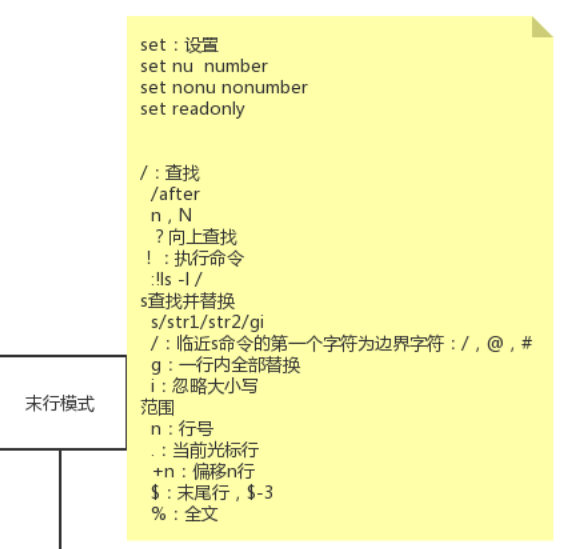 set：设置
set nu  number
set nonu nonumber
set readonly
/：查找
/after
n，N
？向上查找
！：执行命令
:!ls -l /
s查找并替换
s/str1/str2/gi
/：临近s命令的第一个字符为边界字符：/，@，#
g：一行内全部替换
i：忽略大小写
范围
n：行号
.：当前光标行
+n：偏移n行
$：末尾行，$-3
%：全文
末行模式